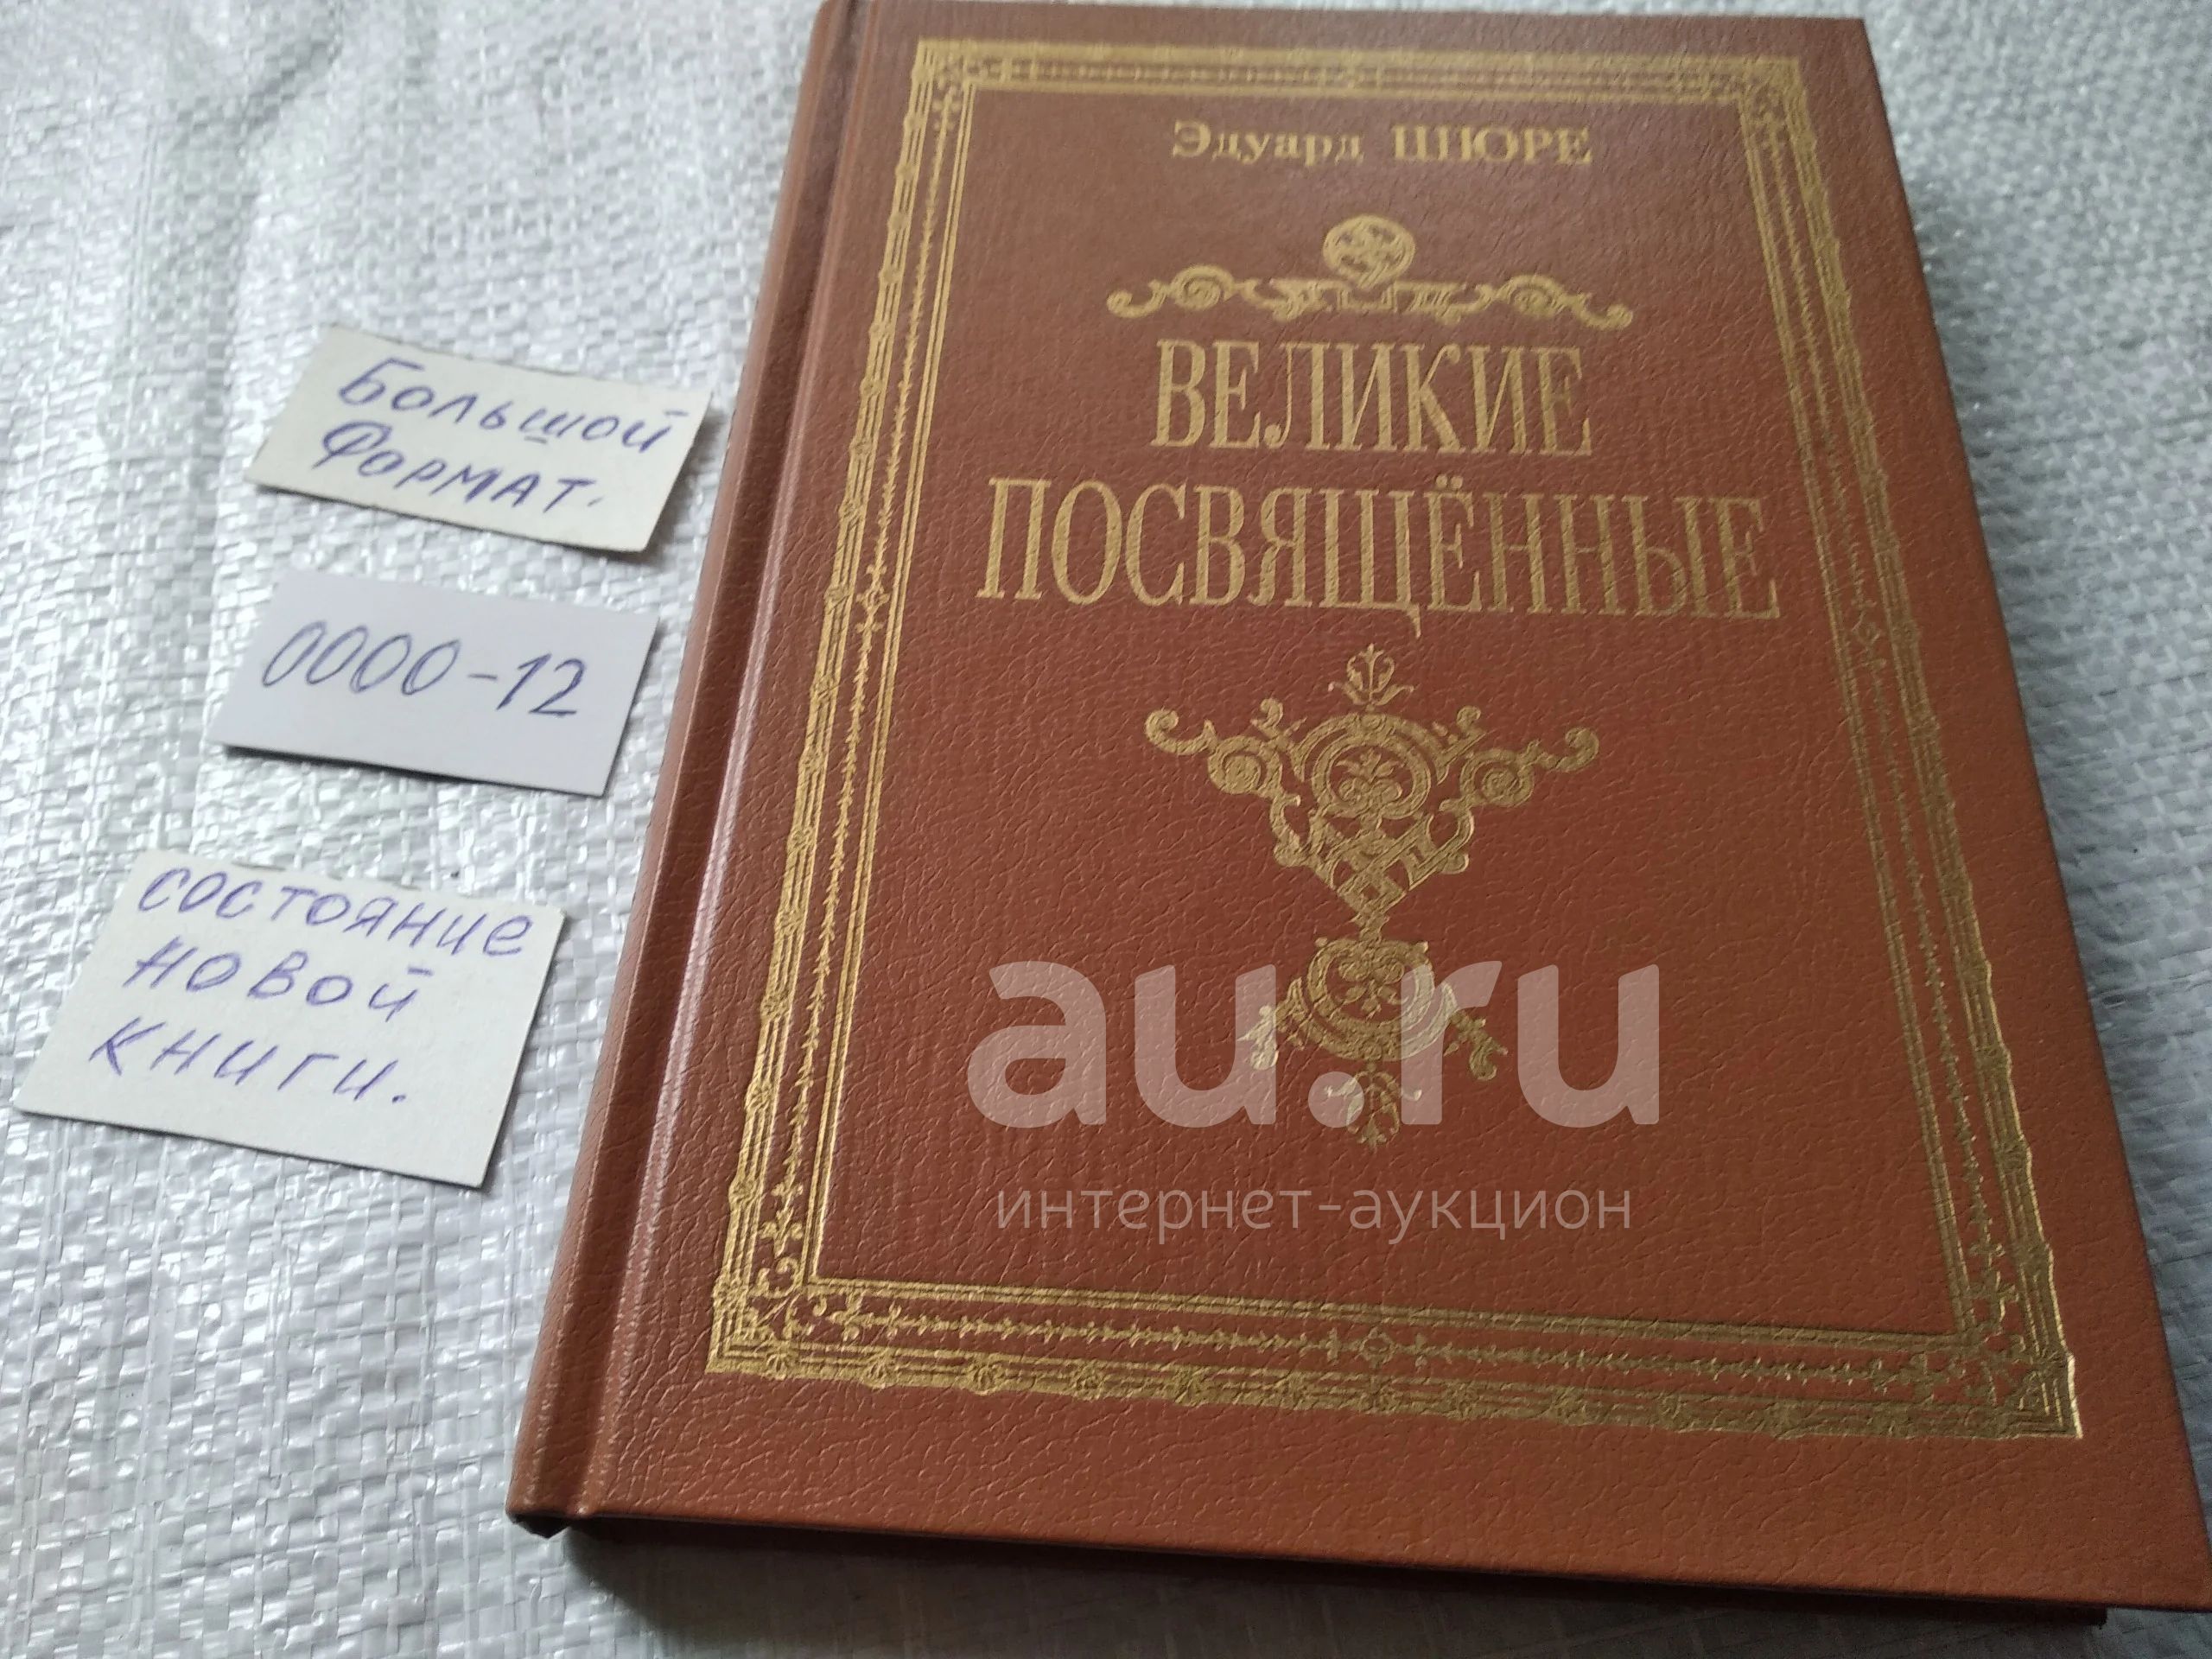 Эдуард ШЮРЕ
ВЕЛИКИЕ
ПОСВЯЩЁННЫЕ
Большой
Формат.
0000-12
состояние
новой
книги.
au.ru
интернет-аукцион